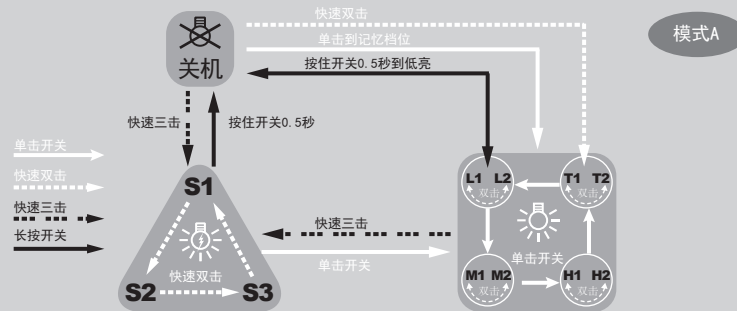 快速双击
模式A
单击到记忆档位
关机
按住开关0.5秒到低亮
快速三击
按住开关0.5秒
单击开关
快速双击
快速三击
长按开关
S1
快速双击
S2
S3
快速三击
单击开关
L1 L2
双击
T1 T2
双击
单击开关
M1 M2
双击
H1 H2
双击